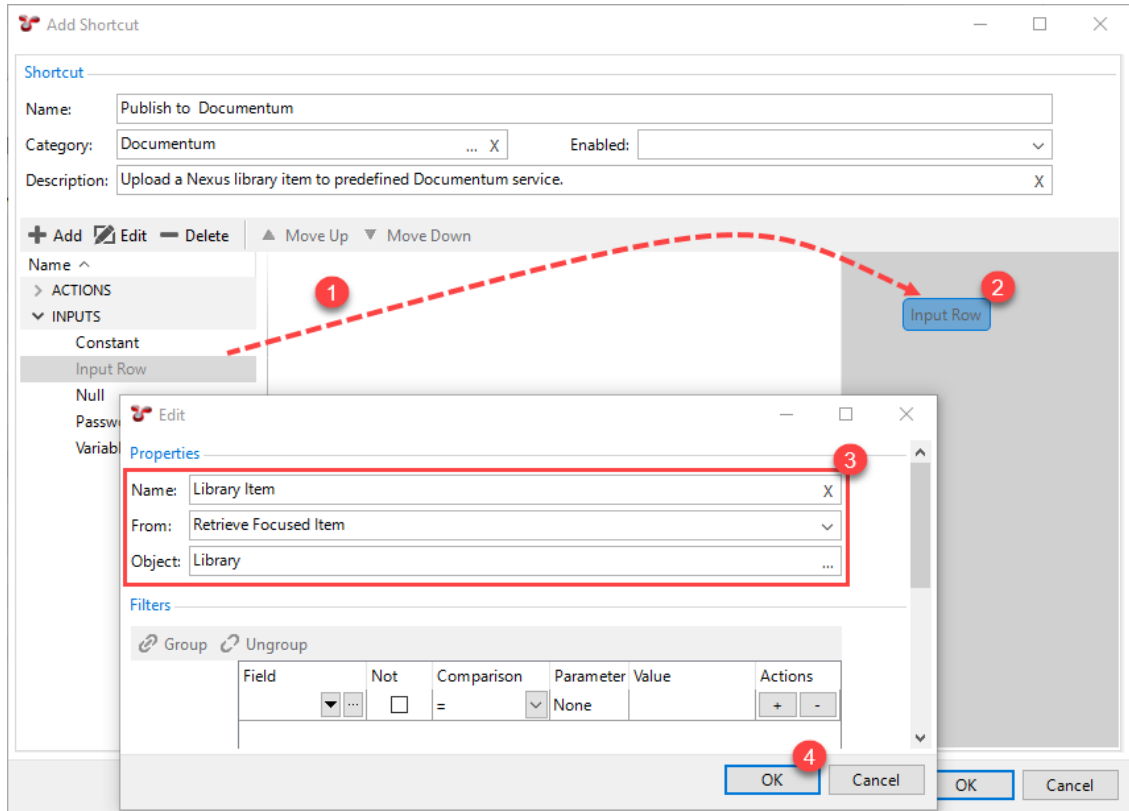 Add Shortcut
Shortcut
Name: Publish to Documentum
Category: Documentum ... X Enabled:
Description: Upload a Nexus library item to predefined Documentum service. X
Add Edit Delete Move Up Move Down
Name
ACTIONS
1
2
INPUTS
Input Row
Constant
Input Row
Null
Edit
Properties
3
Name: Library Item X
From: Retrieve Focused Item
Object: Library ...
Filters
Group Ungroup
Field Not Comparison Parameter Value Actions
... = None + -
4
OK Cancel
OK Cancel